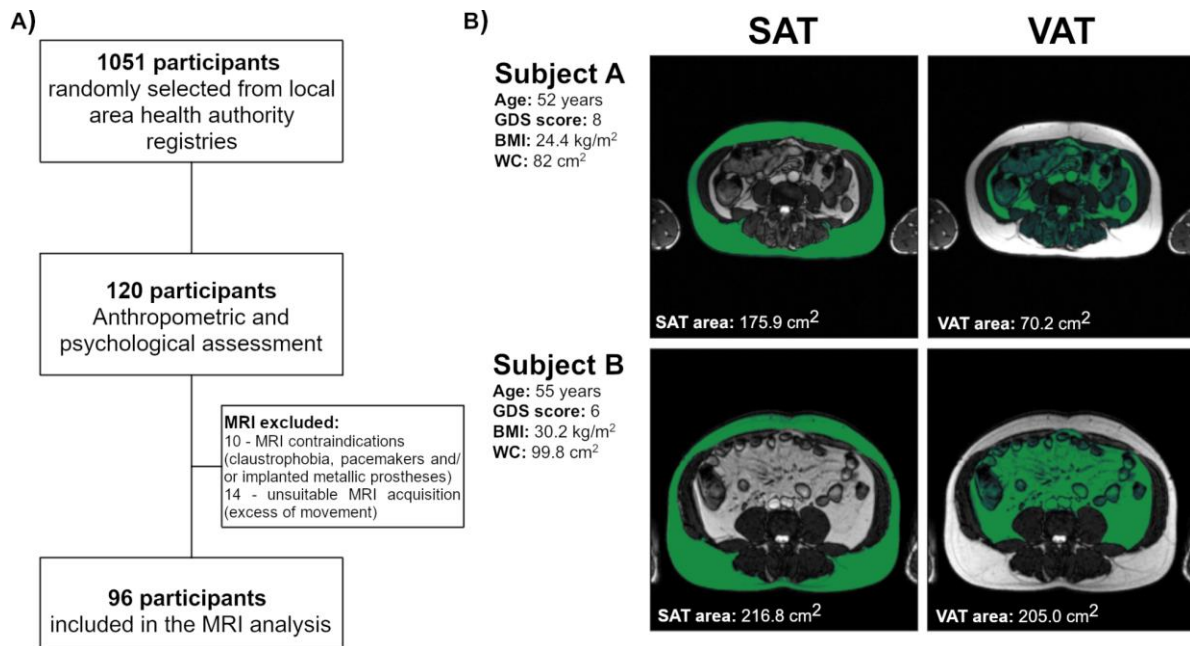 A)
1051 participants
randomly selected from local
area health authority
registries
120 participants
Anthropometric and
psychological assessment
MRI excluded:
10 - MRI contraindications
(claustrophobia, pacemakers and/
or implanted metallic prostheses)
14 - unsuitable MRI acquisition
(excess of movement)
96 participants
included in the MRI analysis
B)
SAT
VAT
Subject A
Age: 52 years
GDS score: 8
BMI: 24.4 kg/m²
WC: 82 cm²
SAT area: 175.9 cm²
VAT area: 70.2 cm²
Subject B
Age: 55 years
GDS score: 6
BMI: 30.2 kg/m²
WC: 99.8 cm²
SAT area: 216.8 cm²
VAT area: 205.0 cm²